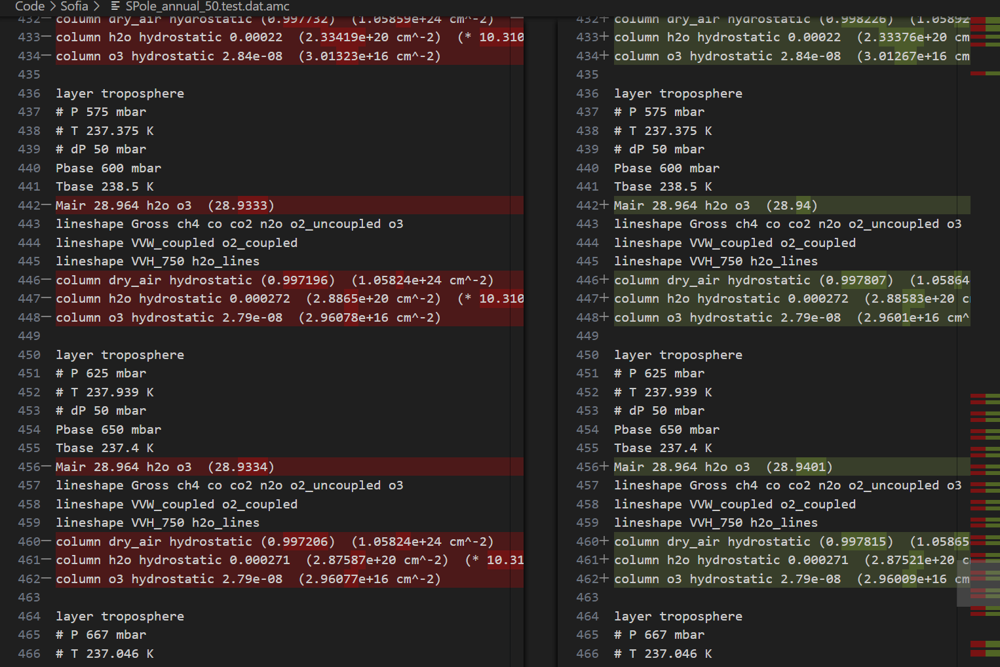 Code > Sofia > SPole_annual_50.test.dat.amc
432— column dry_air hydrostatic (0.997732)  (1.05859e+24 cm^-2)
433— column h2o hydrostatic 0.00022  (2.33419e+20 cm^-2)  (* 10.310
434— column o3 hydrostatic 2.84e-08  (3.01323e+16 cm^-2)
435
436 layer troposphere
437 # P 575 mbar
438 # T 237.375 K
439 # dP 50 mbar
440 Pbase 600 mbar
441 Tbase 238.5 K
442— Mair 28.964 h2o o3  (28.9333)
443 lineshape Gross ch4 co co2 n2o o2_uncoupled o3
444 lineshape VVW_coupled o2_coupled
445 lineshape VVH_750 h2o_lines
446— column dry_air hydrostatic (0.997196)  (1.05824e+24 cm^-2)
447— column h2o hydrostatic 0.000272  (2.8865e+20 cm^-2)  (* 10.310
448— column o3 hydrostatic 2.79e-08  (2.96078e+16 cm^-2)
449
450 layer troposphere
451 # P 625 mbar
452 # T 237.939 K
453 # dP 50 mbar
454 Pbase 650 mbar
455 Tbase 237.4 K
456— Mair 28.964 h2o o3  (28.9334)
457 lineshape Gross ch4 co co2 n2o o2_uncoupled o3
458 lineshape VVW_coupled o2_coupled
459 lineshape VVH_750 h2o_lines
460— column dry_air hydrostatic (0.997206)  (1.05824e+24 cm^-2)
461— column h2o hydrostatic 0.000271  (2.87587e+20 cm^-2)  (* 10.31
462— column o3 hydrostatic 2.79e-08  (2.96077e+16 cm^-2)
463
464 layer troposphere
465 # P 667 mbar
466 # T 237.046 K
432+ column dry_air hydrostatic (0.998226)  (1.05892
433+ column h2o hydrostatic 0.00022  (2.33376e+20 cm
434+ column o3 hydrostatic 2.84e-08  (3.01267e+16 cm
435
436 layer troposphere
437 # P 575 mbar
438 # T 237.375 K
439 # dP 50 mbar
440 Pbase 600 mbar
441 Tbase 238.5 K
442+ Mair 28.964 h2o o3  (28.94)
443 lineshape Gross ch4 co co2 n2o o2_uncoupled o3
444 lineshape VVW_coupled o2_coupled
445 lineshape VVH_750 h2o_lines
446+ column dry_air hydrostatic (0.997807)  (1.05864
447+ column h2o hydrostatic 0.000272  (2.88583e+20 c
448+ column o3 hydrostatic 2.79e-08  (2.9601e+16 cm^
449
450 layer troposphere
451 # P 625 mbar
452 # T 237.939 K
453 # dP 50 mbar
454 Pbase 650 mbar
455 Tbase 237.4 K
456+ Mair 28.964 h2o o3  (28.9401)
457 lineshape Gross ch4 co co2 n2o o2_uncoupled o3
458 lineshape VVW_coupled o2_coupled
459 lineshape VVH_750 h2o_lines
460+ column dry_air hydrostatic (0.997815)  (1.05865
461+ column h2o hydrostatic 0.000271  (2.87521e+20 c
462+ column o3 hydrostatic 2.79e-08  (2.96009e+16 cm
463
464 layer troposphere
465 # P 667 mbar
466 # T 237.046 K